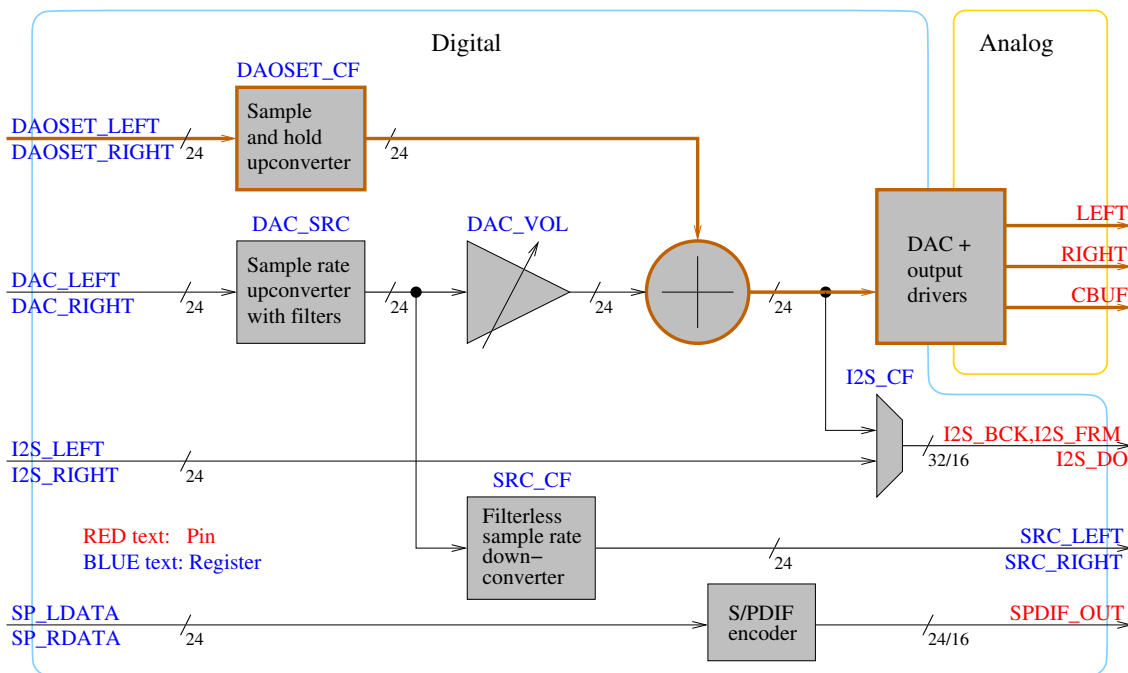 Digital
Analog
DAOSET_CF
DAOSET_LEFT
DAOSET_RIGHT
24
Sample
and hold
upconverter
24
LEFT
RIGHT
CBUF
DAC +
output
drivers
DAC_SRC
DAC_VOL
DAC_LEFT
DAC_RIGHT
24
Sample rate
upconverter
with filters
24
24
24
I2S_CF
I2S_LEFT
I2S_RIGHT
24
I2S_BCK,I2S_FRM
I2S_DO
32/16
SRC_CF
Filterless
sample rate
down−
converter
24
SRC_LEFT
SRC_RIGHT
RED text: Pin
BLUE text: Register
SP_LDATA
SP_RDATA
24
S/PDIF
encoder
24/16
SPDIF_OUT